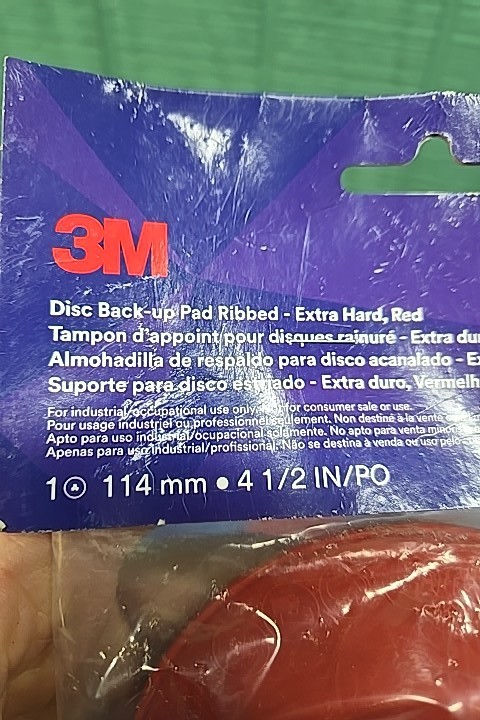 3M
Disc Back-up Pad Ribbed - Extra Hard, Red
Tampon d'appoint pour disques rainuré - Extra du
Almohadilla de respaldo para disco acanalado - E
Suporte para disco estriado - Extra duro, Vermelh
For industrial/occupational use only. Not for consumer sale or use.
Pour usage industriel ou professionnel seulement. Non destiné à la vente
Apto para uso industrial/ocupacional solamente. No apto para venta
Apenas para uso industrial/profissional. Não se destina à venda ou uso pelo
1 114 mm • 4 1/2 IN/PO